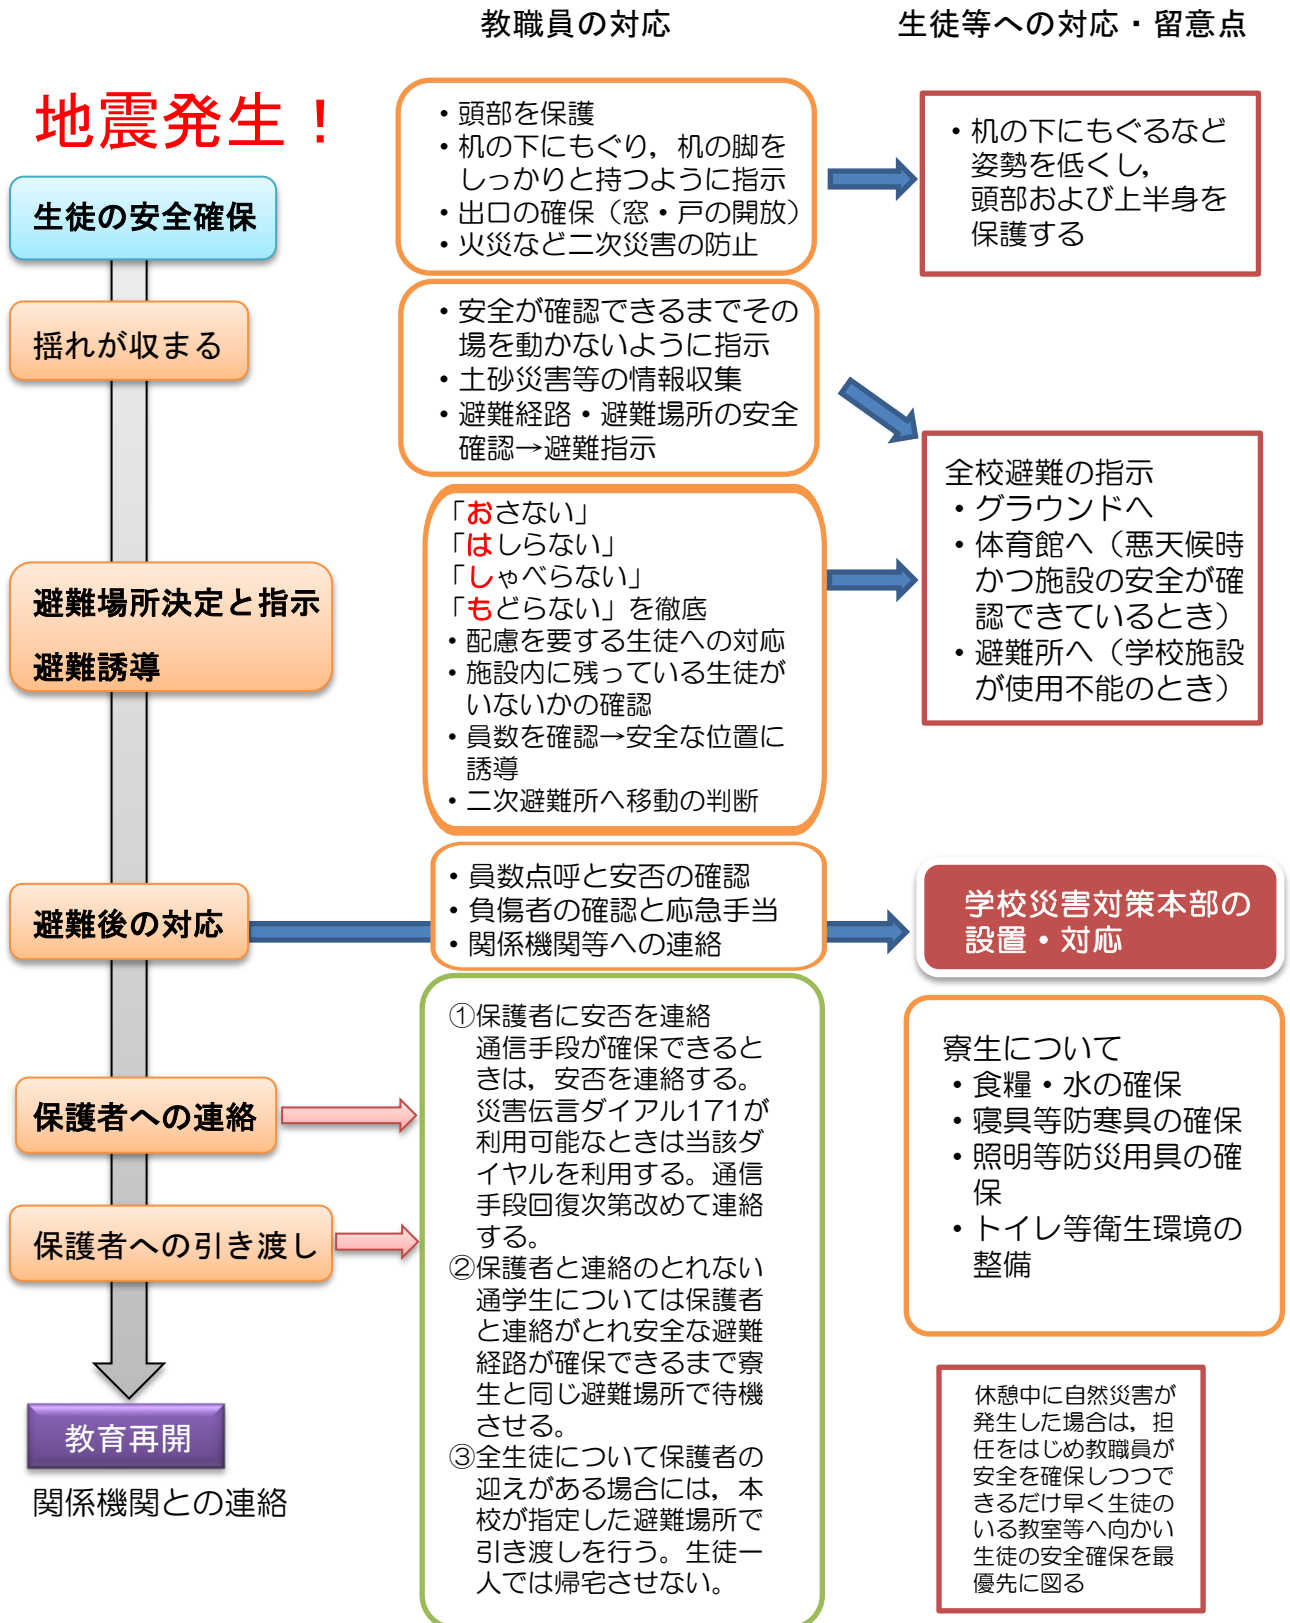 教職員の対応
生徒等への対応・留意点
地震発生！
・頭部を保護
・机の下にもぐり，机の脚を
しっかりと持つように指示
・出口の確保（窓・戸の開放）
・火災など二次災害の防止
・机の下にもぐるなど
姿勢を低くし，
頭部および上半身を
保護する
生徒の安全確保
揺れが収まる
・安全が確認できるまでその
場を動かないように指示
・土砂災害等の情報収集
・避難経路・避難場所の安全
確認→避難指示
全校避難の指示
・グラウンドへ
・体育館へ（悪天候時
かつ施設の安全が確
認できているとき）
・避難所へ（学校施設
が使用不能のとき）
避難場所決定と指示
避難誘導
「おさない」
「はしらない」
「しゃべらない」
「もどらない」を徹底
・配慮を要する生徒への対応
・施設内に残っている生徒が
いないかの確認
・員数を確認→安全な位置に
誘導
・二次避難所へ移動の判断
避難後の対応
・員数点呼と安否の確認
・負傷者の確認と応急手当
・関係機関等への連絡
学校災害対策本部の
設置・対応
保護者への連絡
保護者への引き渡し
①保護者に安否を連絡
通信手段が確保できると
きは，安否を連絡する。
災害伝言ダイアル171が
利用可能なときは当該ダ
イヤルを利用する。通信
手段回復次第改めて連絡
する。
②保護者と連絡のとれない
通学生については保護者
と連絡がとれ安全な避難
経路が確保できるまで寮
生と同じ避難場所で待機
させる。
③全生徒について保護者の
迎えがある場合には，本
校が指定した避難場所で
引き渡しを行う。生徒一
人では帰宅させない。
寮生について
・食糧・水の確保
・寝具等防寒具の確保
・照明等防災用具の確
保
・トイレ等衛生環境の
整備
教育再開
関係機関との連絡
休憩中に自然災害が
発生した場合は，担
任をはじめ教職員が
安全を確保しつつで
きるだけ早く生徒の
いる教室等へ向かい
生徒の安全確保を最
優先に図る